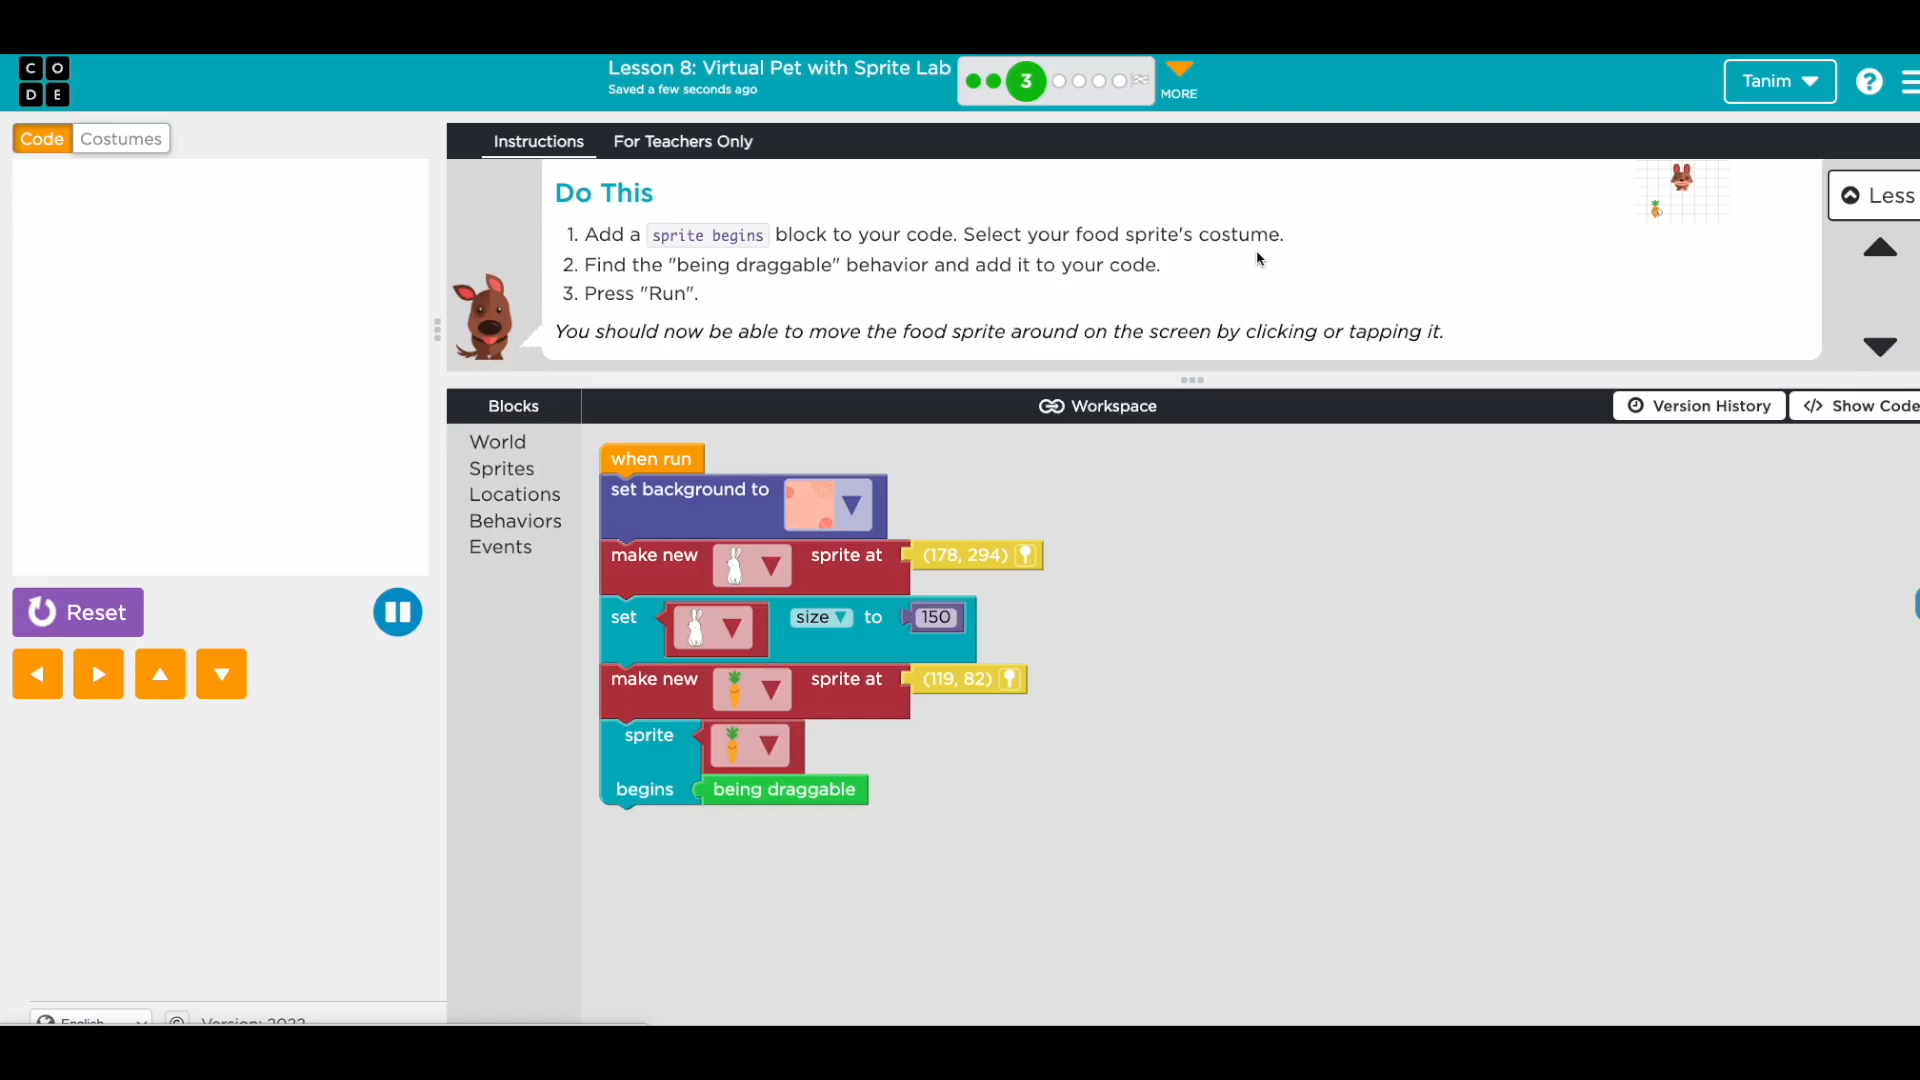 C O
D E
Lesson 8: Virtual Pet with Sprite Lab
Saved a few seconds ago
3
MORE
Tanim
?
Code Costumes
Instructions For Teachers Only
Do This
1. Add a sprite begins block to your code. Select your food sprite's costume.
2. Find the "being draggable" behavior and add it to your code.
3. Press "Run".
You should now be able to move the food sprite around on the screen by clicking or tapping it.
Less
Blocks
Workspace
Version History
</> Show Code
World
Sprites
Locations
Behaviors
Events
when run
set background to
make new sprite at (178, 294)
set size to 150
make new sprite at (119, 82)
sprite
begins being draggable
Reset
English
© Version: 2022